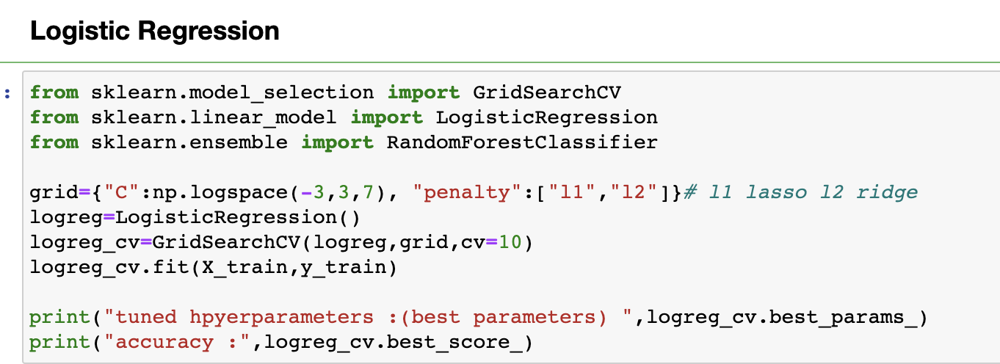 Logistic Regression
:
from sklearn.model_selection import GridSearchCV
from sklearn.linear_model import LogisticRegression
from sklearn.ensemble import RandomForestClassifier
grid={"C":np.logspace(-3,3,7), "penalty":["l1","l2"]}# l1 lasso l2 ridge
logreg=LogisticRegression()
logreg_cv=GridSearchCV(logreg,grid,cv=10)
logreg_cv.fit(X_train,y_train)
print("tuned hpyerparameters :(best parameters) ",logreg_cv.best_params_)
print("accuracy :",logreg_cv.best_score_)